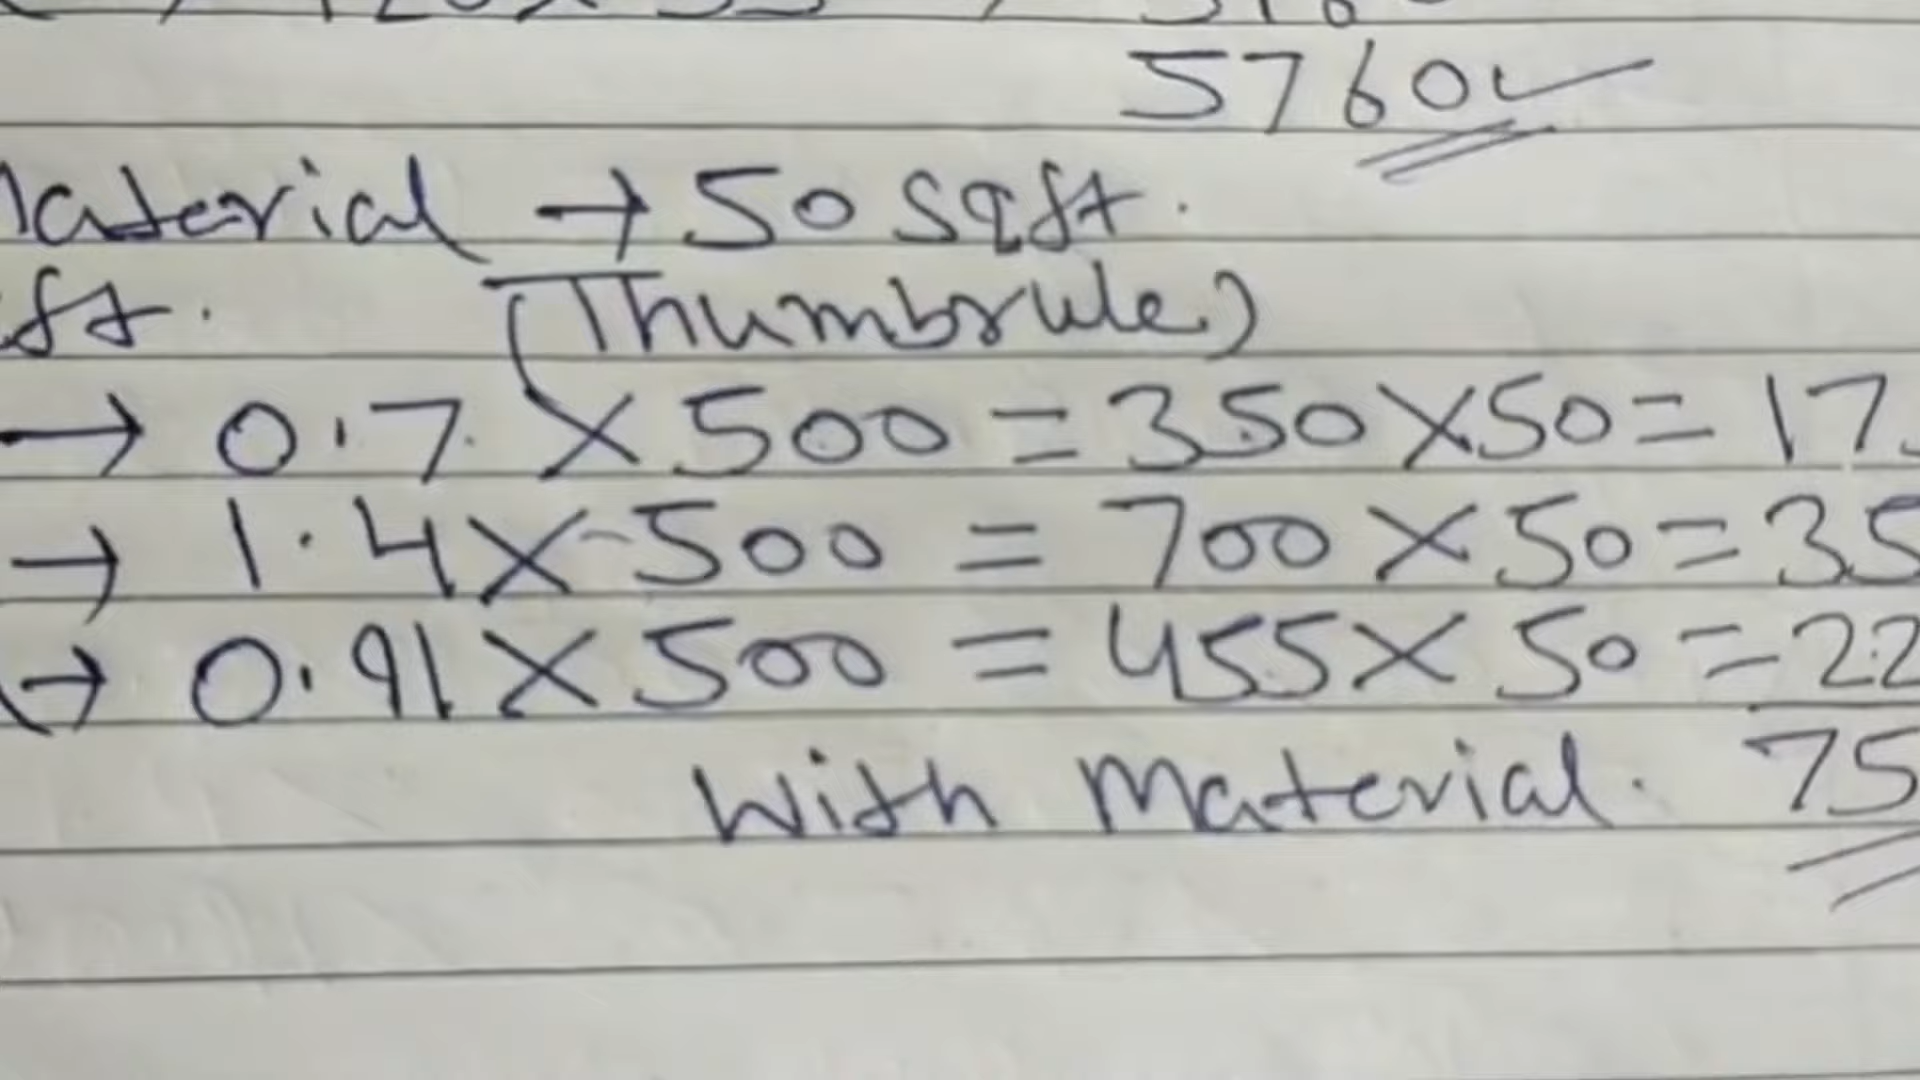 5760
Material → 50 Sqft.
ft.
(Thumbrule)
→ 0.7 X 500 = 350 X 50 = 17
→ 1.4 X 500 = 700 X 50 = 35
→ 0.91 X 500 = 455 X 50 = 22
With Material. 75